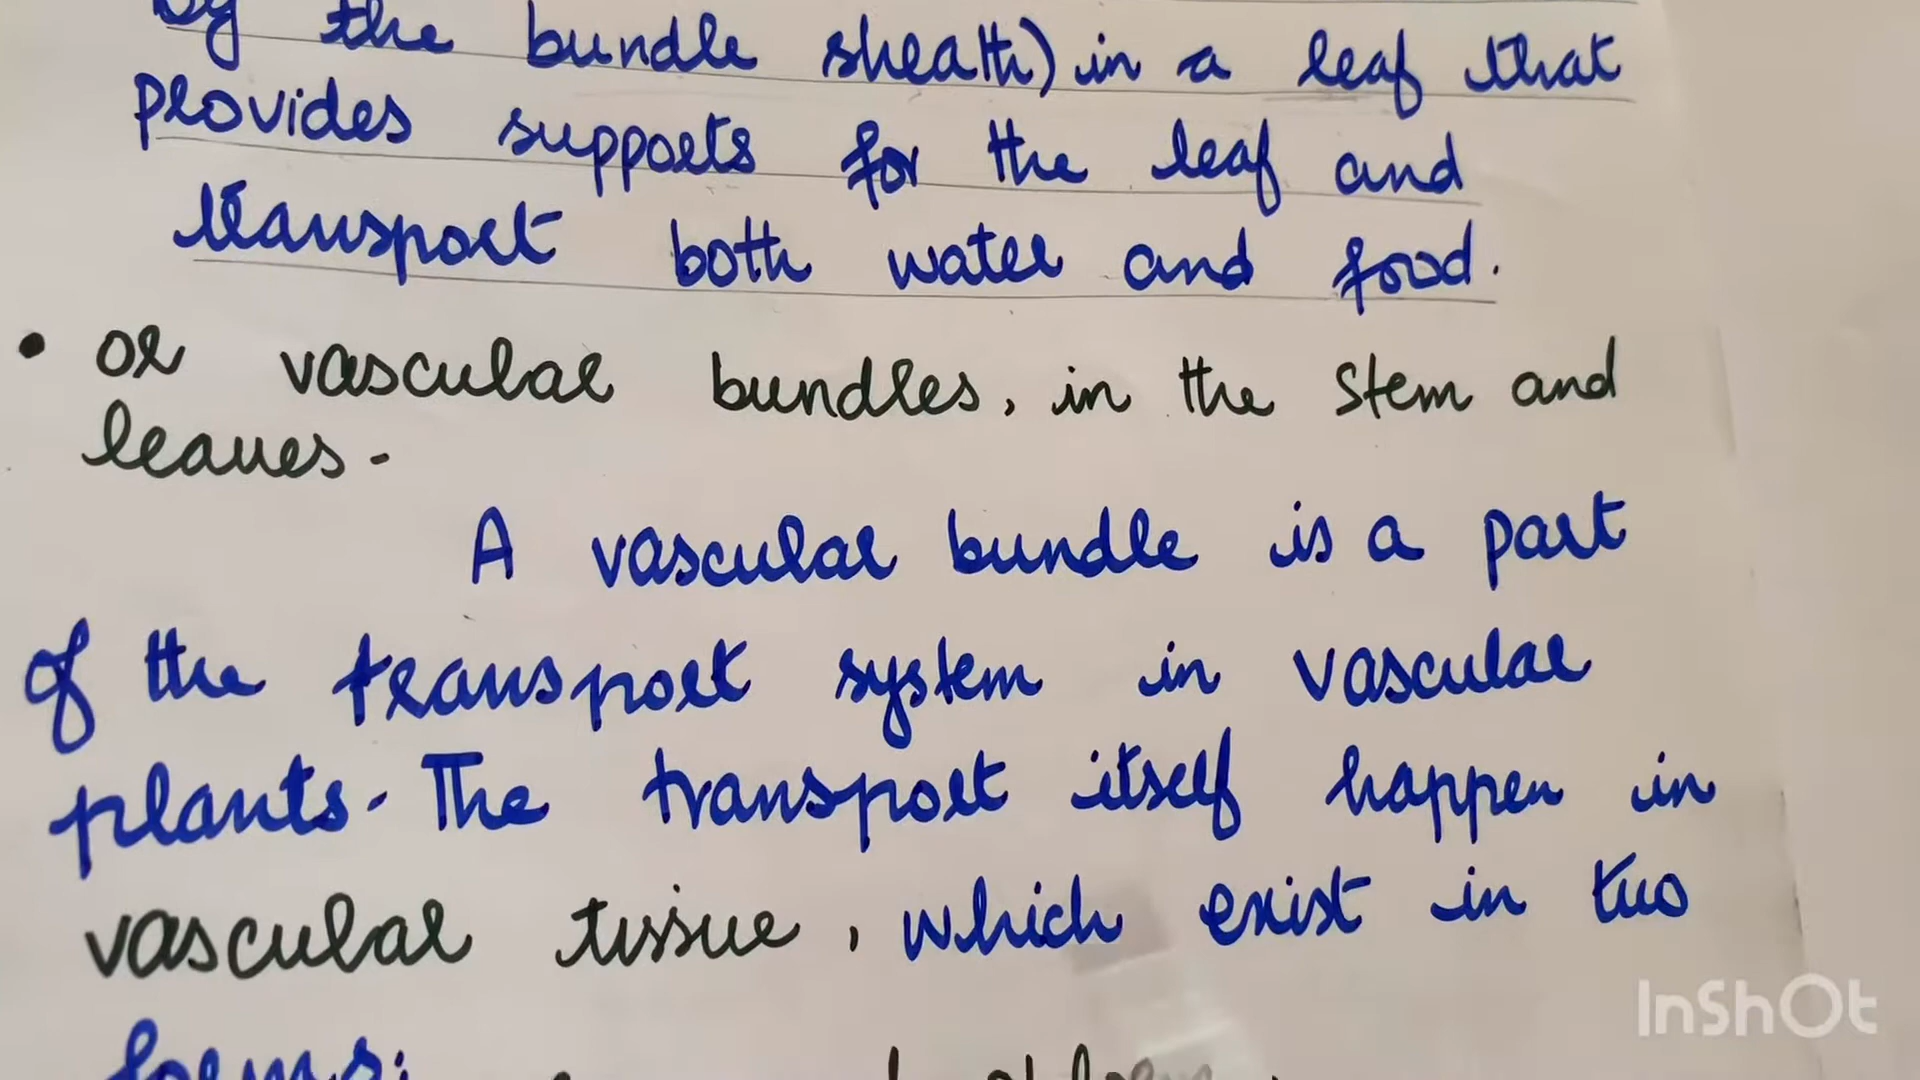 by the bundle sheath) in a leaf that
provides supports for the leaf and
transport both water and food.
• or vascular bundles, in the stem and
leaves.
A vascular bundle is a part
of the transport system in vascular
plants. The transport itself happen in
vascular tissue, which exist in two
forms:
InShOt